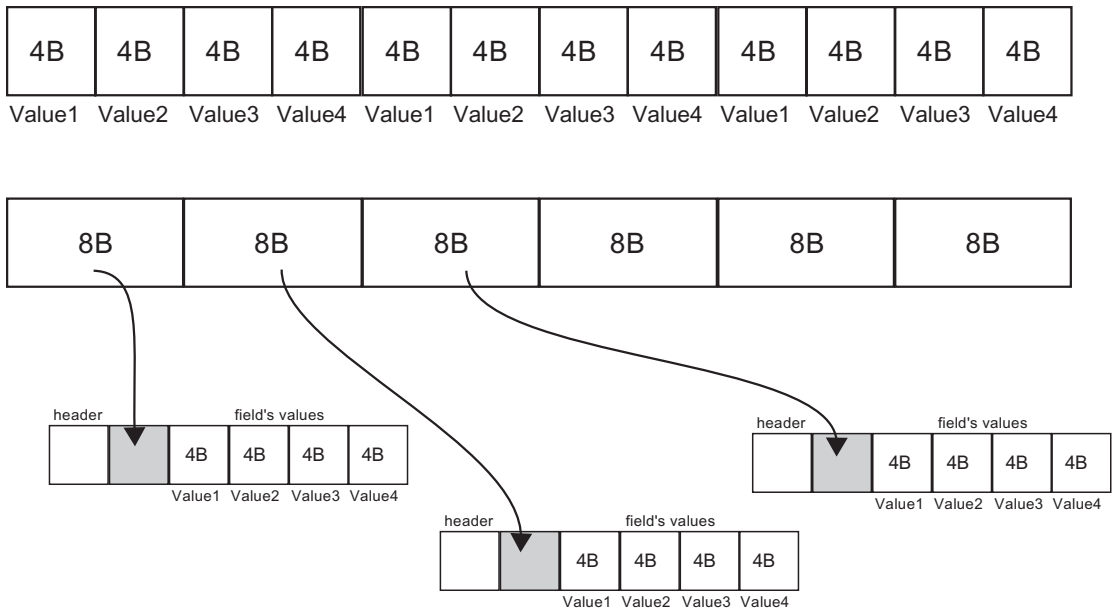 4B 4B 4B 4B 4B 4B 4B 4B 4B 4B 4B 4B
Value1 Value2 Value3 Value4 Value1 Value2 Value3 Value4 Value1 Value2 Value3 Value4
8B 8B 8B 8B 8B 8B
header field's values
4B 4B 4B 4B
Value1 Value2 Value3 Value4
header field's values
4B 4B 4B 4B
Value1 Value2 Value3 Value4
header field's values
4B 4B 4B 4B
Value1 Value2 Value3 Value4